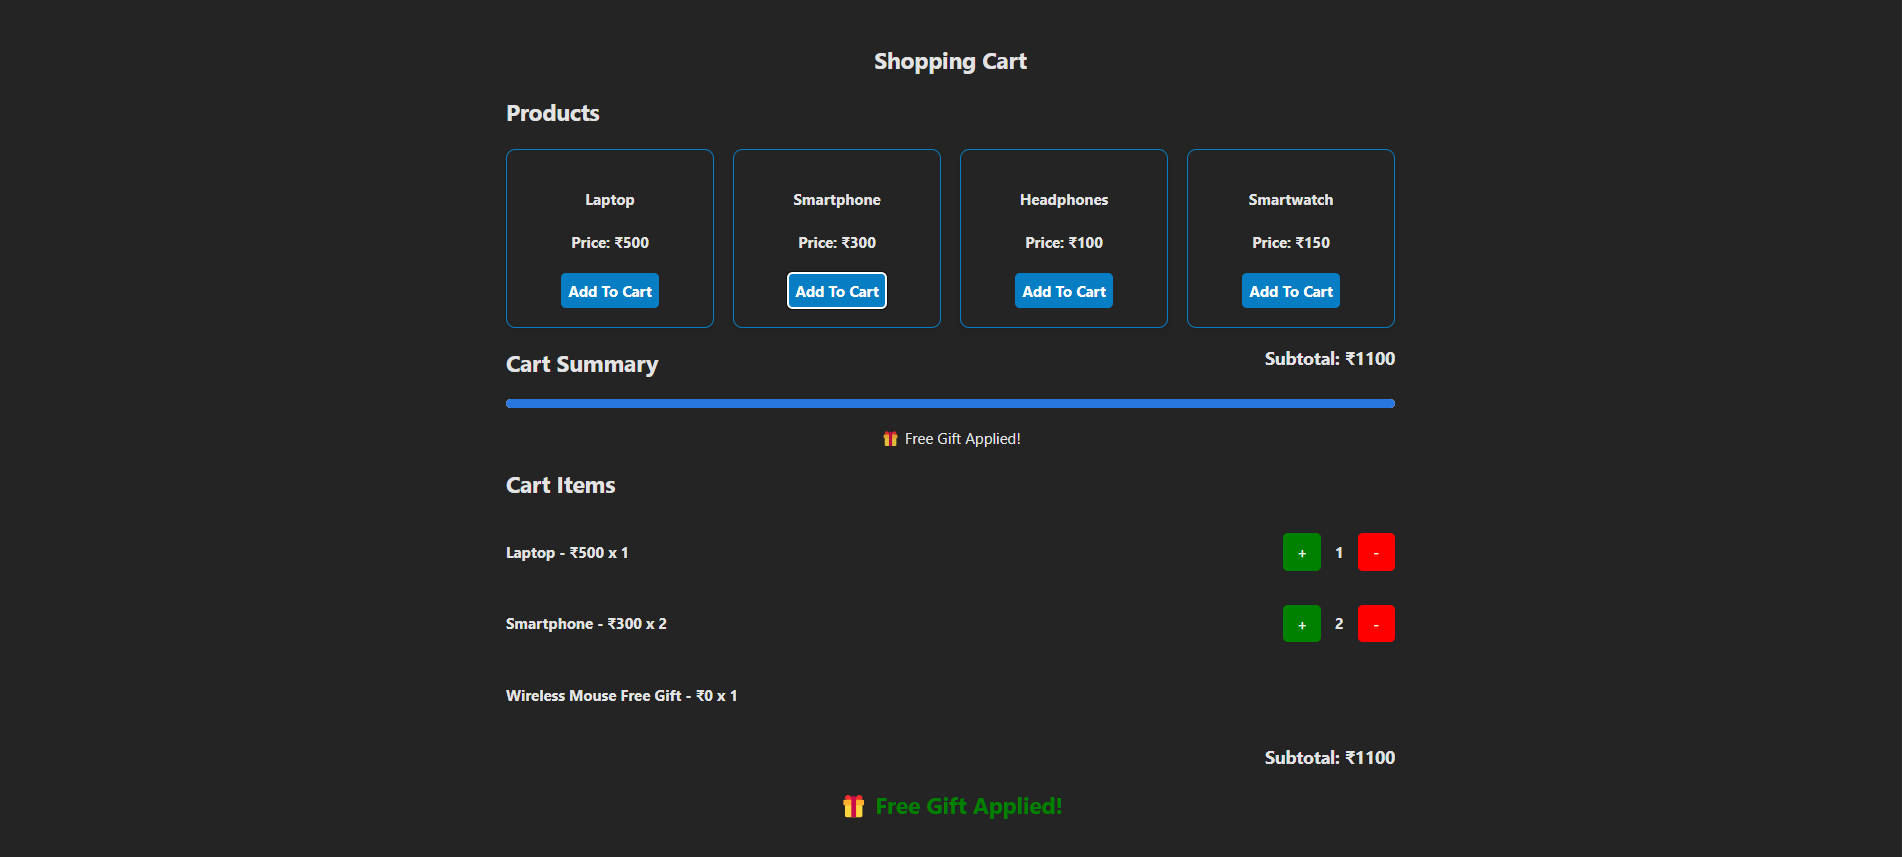 Shopping Cart
Products
Laptop
Price: ₹500
Add To Cart
Smartphone
Price: ₹300
Add To Cart
Headphones
Price: ₹100
Add To Cart
Smartwatch
Price: ₹150
Add To Cart
Cart Summary
Subtotal: ₹1100
🎁 Free Gift Applied!
Cart Items
Laptop - ₹500 x 1
+ 1 -
Smartphone - ₹300 x 2
+ 2 -
Wireless Mouse Free Gift - ₹0 x 1
Subtotal: ₹1100
🎁 Free Gift Applied!